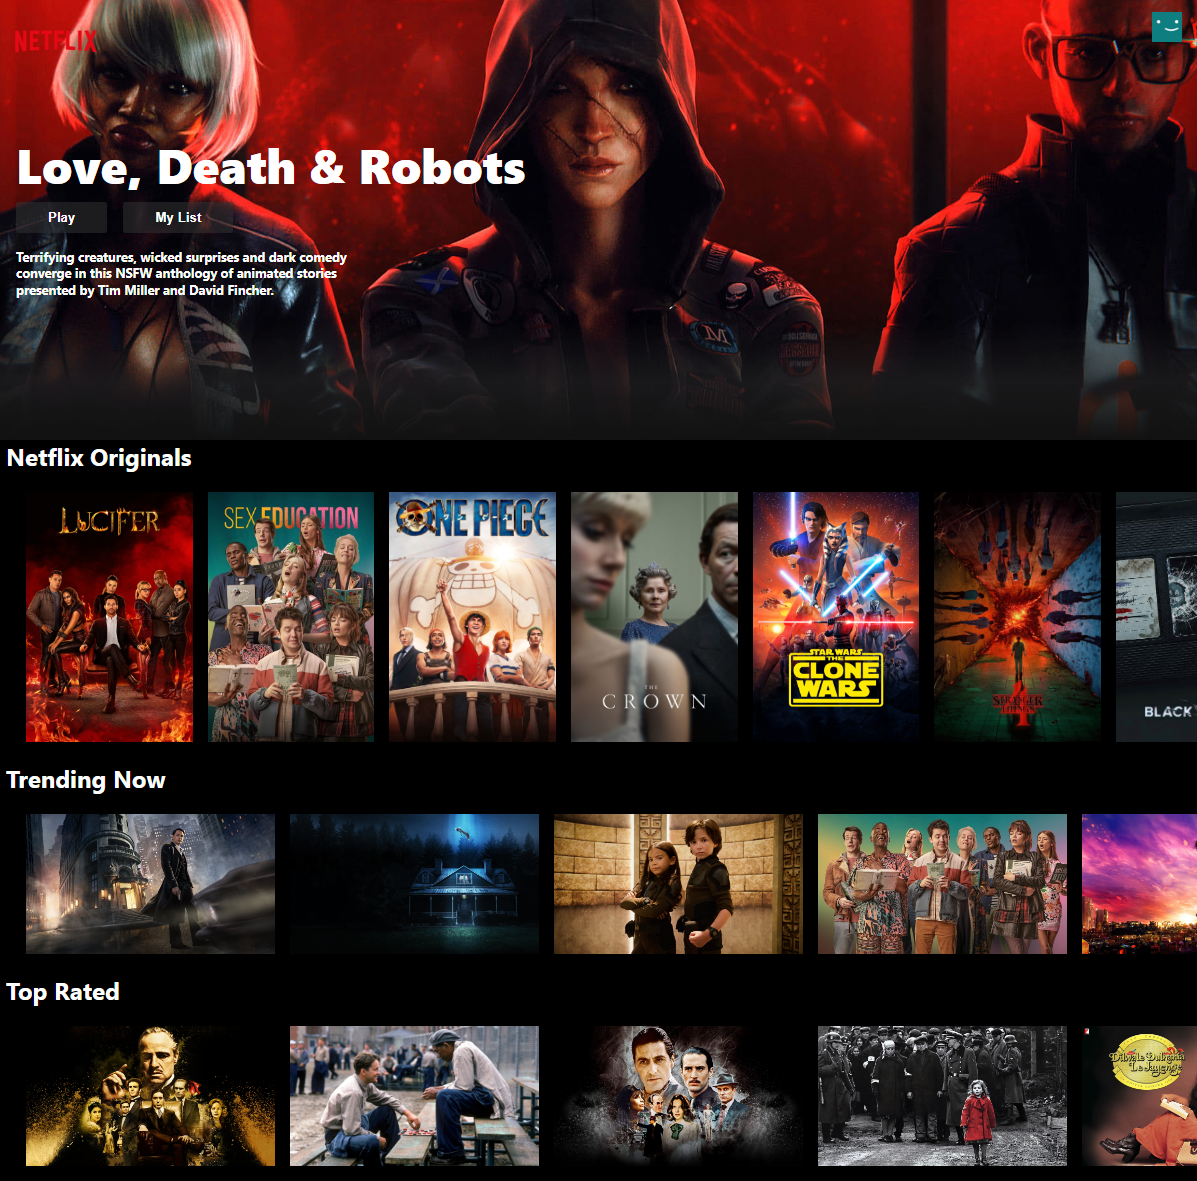 NETFLIX
Love, Death & Robots
Play
My List
Terrifying creatures, wicked surprises and dark comedy
converge in this NSFW anthology of animated stories
presented by Tim Miller and David Fincher.
Netflix Originals
LUCIFER
SEX EDUCATION
ONE PIECE
THE
CROWN
STAR WARS
THE
CLONE
WARS
STRANGER
THINGS
4
BLACK
Trending Now
Top Rated
Dilwale Dulhania
Le Jayenge